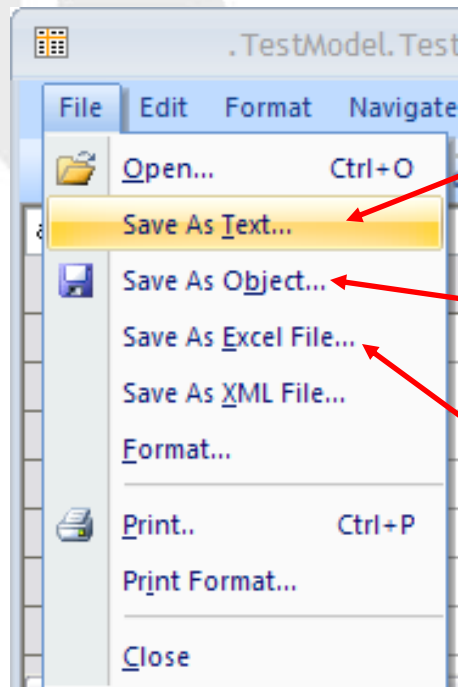 . TestModel. Test
File Edit Format Navigate
Open... Ctrl+O
Save As Text...
Save As Object...
Save As Excel File...
Save As XML File...
Format...
Print.. Ctrl+P
Print Format...
Close